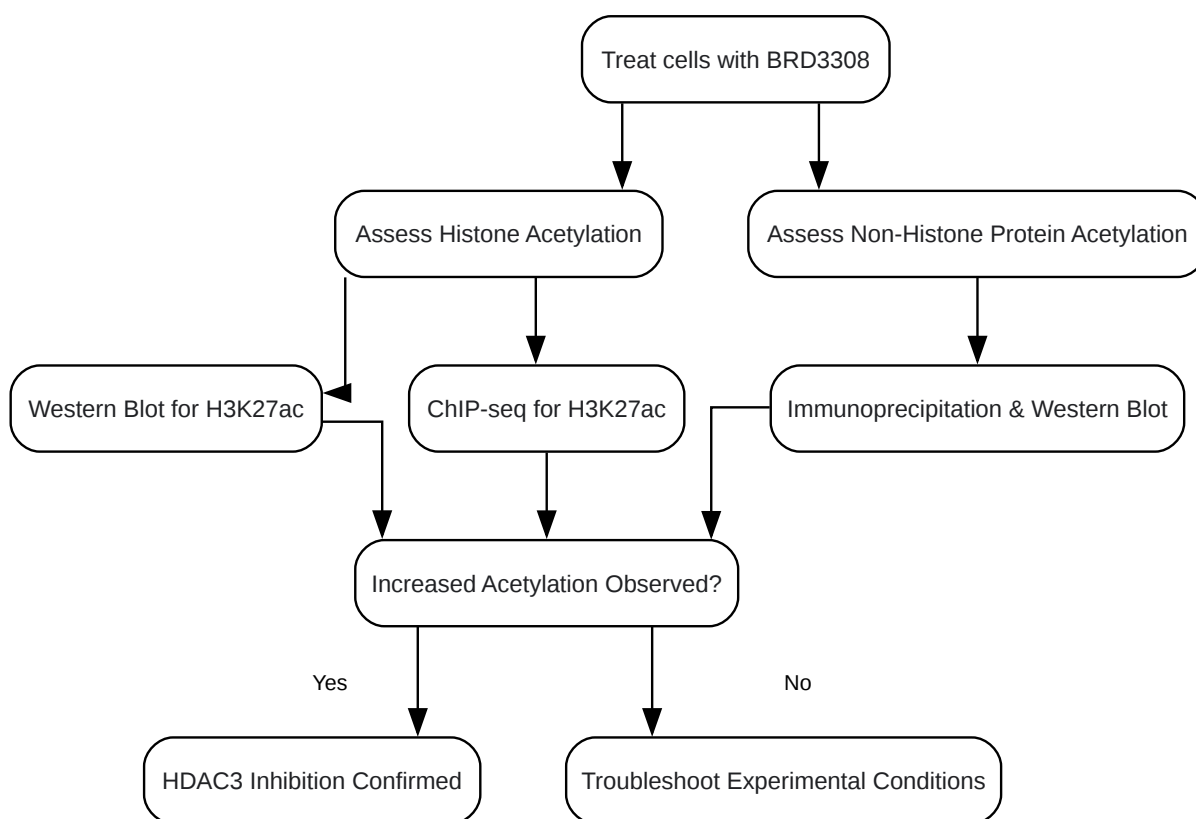 Treat cells with BRD3308
Assess Histone Acetylation
Assess Non-Histone Protein Acetylation
Western Blot for H3K27ac
ChIP-seq for H3K27ac
Immunoprecipitation & Western Blot
Increased Acetylation Observed?
Yes
No
HDAC3 Inhibition Confirmed
Troubleshoot Experimental Conditions